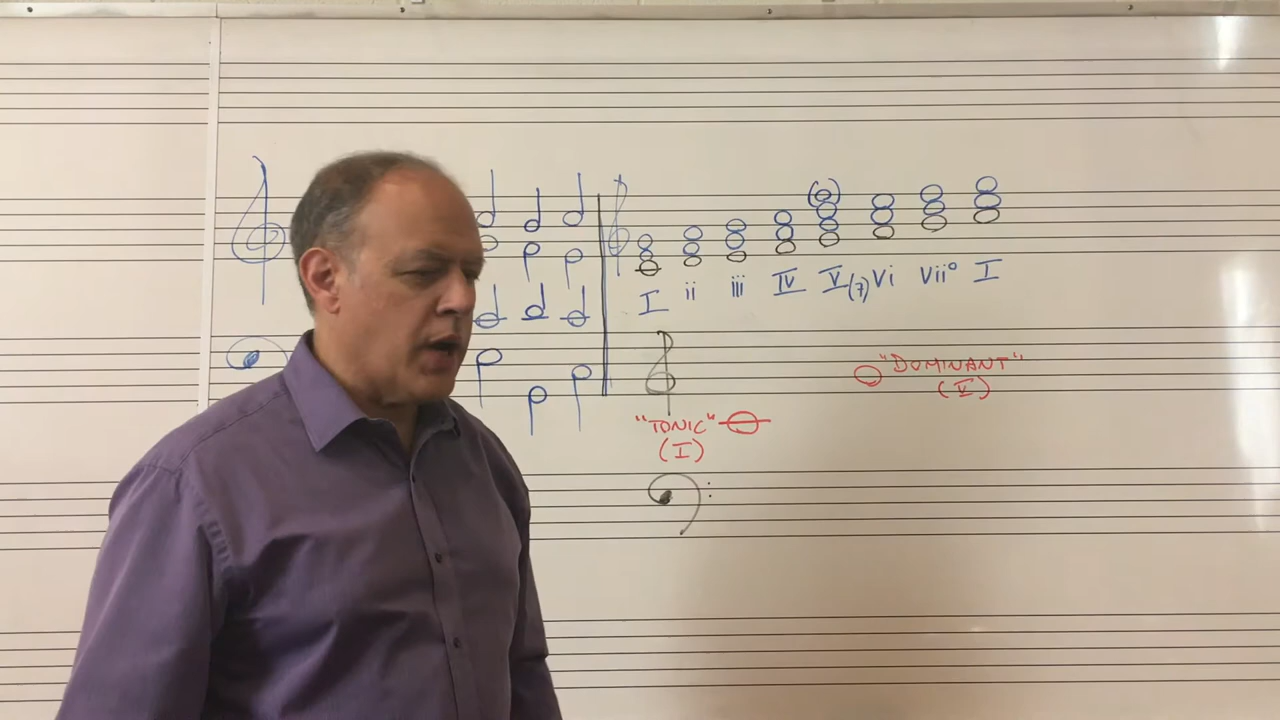 I ii iii IV V(7) Vi Vii° I
"DOMINANT"
(V)
"TONIC"
(I)